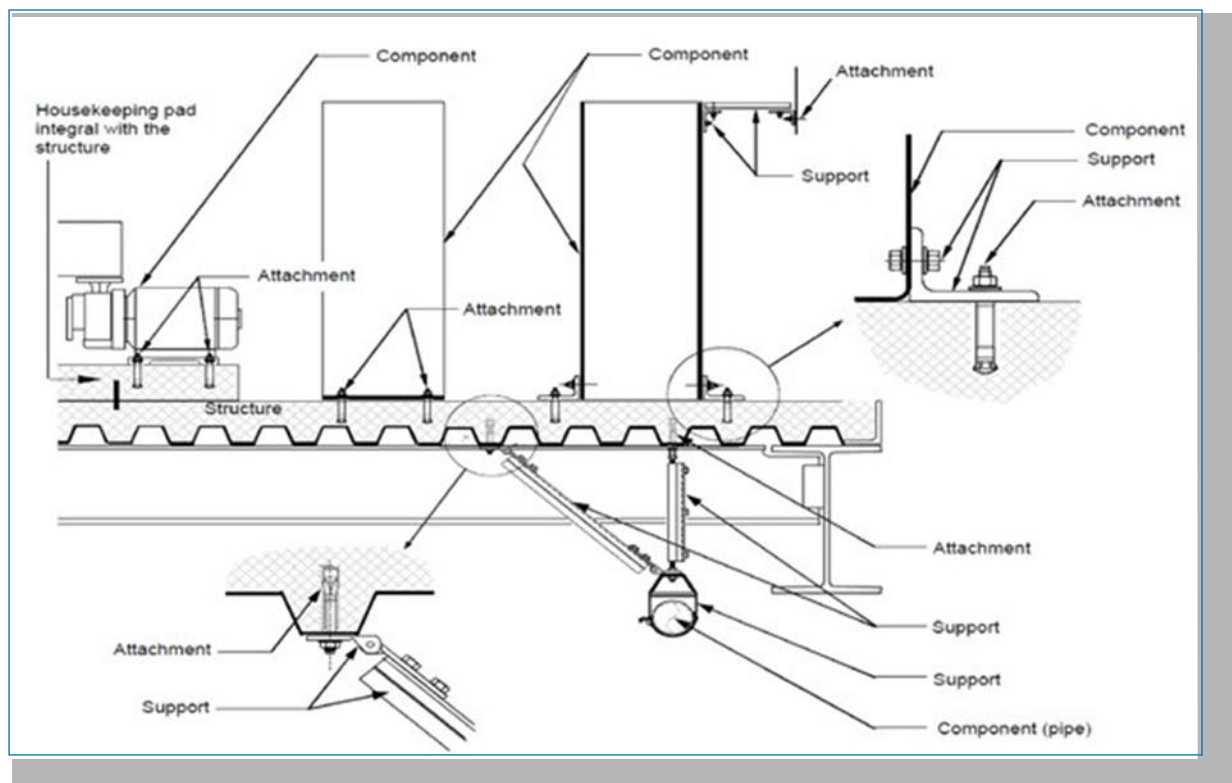 Component
Component
Attachment
Housekeeping pad
integral with the
structure
Component
Support
Support
Attachment
Attachment
Attachment
Structure
Attachment
Attachment
Support
Support
Support
Component (pipe)